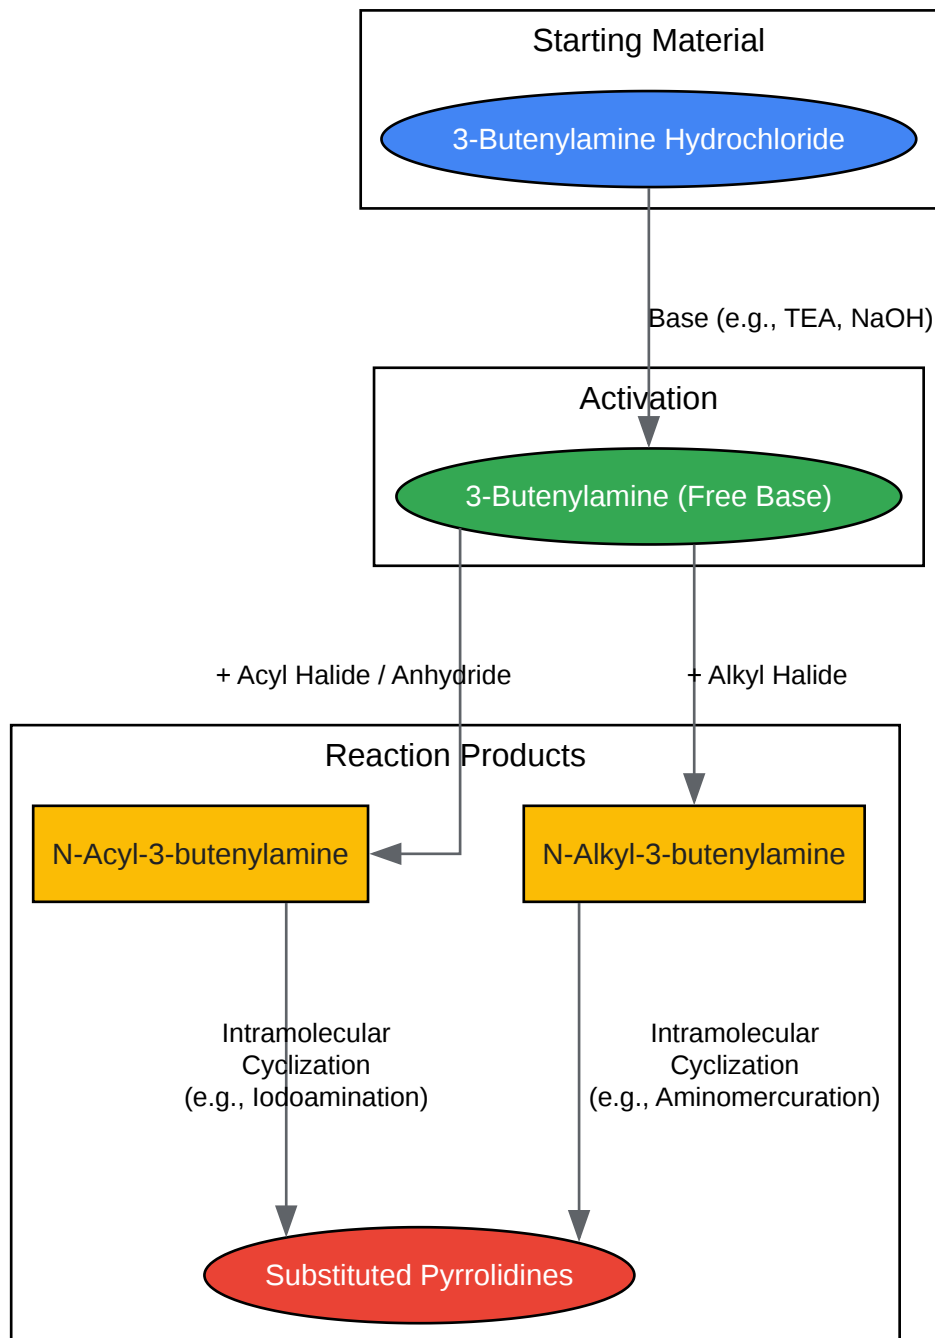 Starting Material
3-Butenylamine Hydrochloride
Base (e.g., TEA, NaOH)
Activation
3-Butenylamine (Free Base)
+ Acyl Halide / Anhydride
+ Alkyl Halide
Reaction Products
N-Acyl-3-butenylamine
N-Alkyl-3-butenylamine
Intramolecular
Cyclization
(e.g., Iodoamination)
Intramolecular
Cyclization
(e.g., Aminomercuration)
Substituted Pyrrolidines